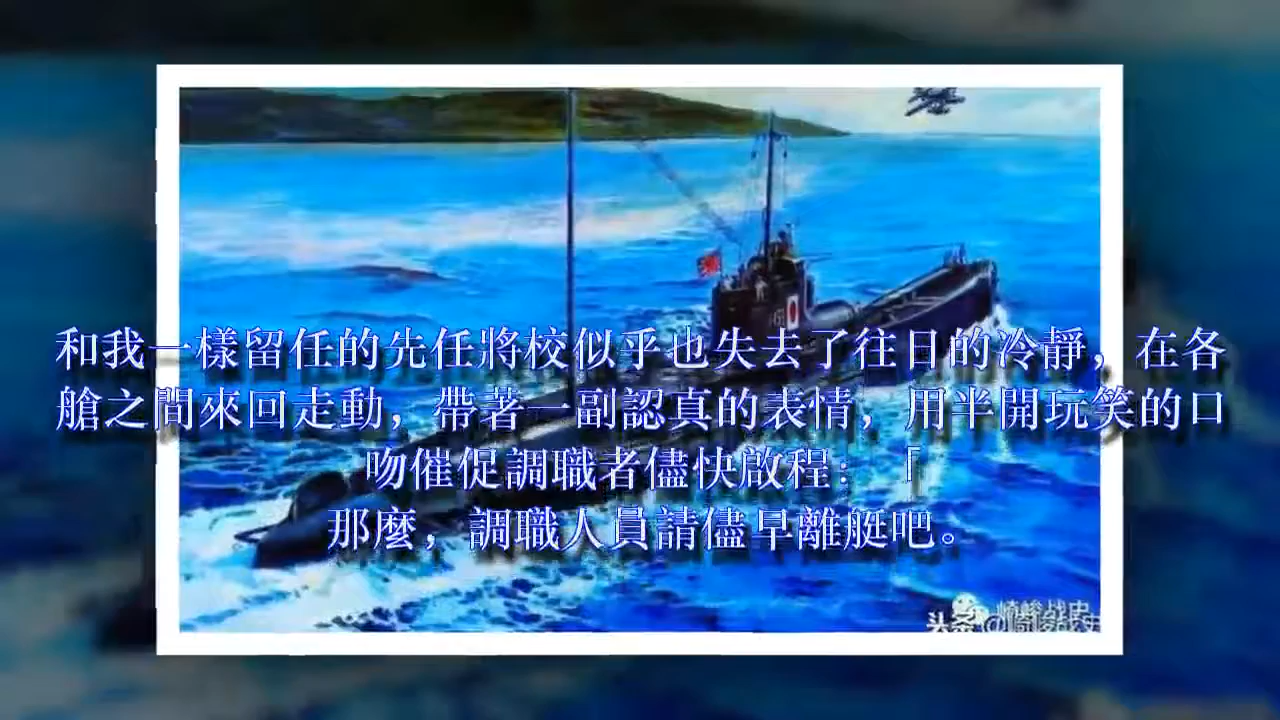 和我一樣留任的先任將校似乎也失去了往日的冷靜，在各
艙之間來回走動，帶著一副認真的表情，用半開玩笑的口
吻催促調職者儘快啟程：「
那麼，調職人員請儘早離艇吧。
头条